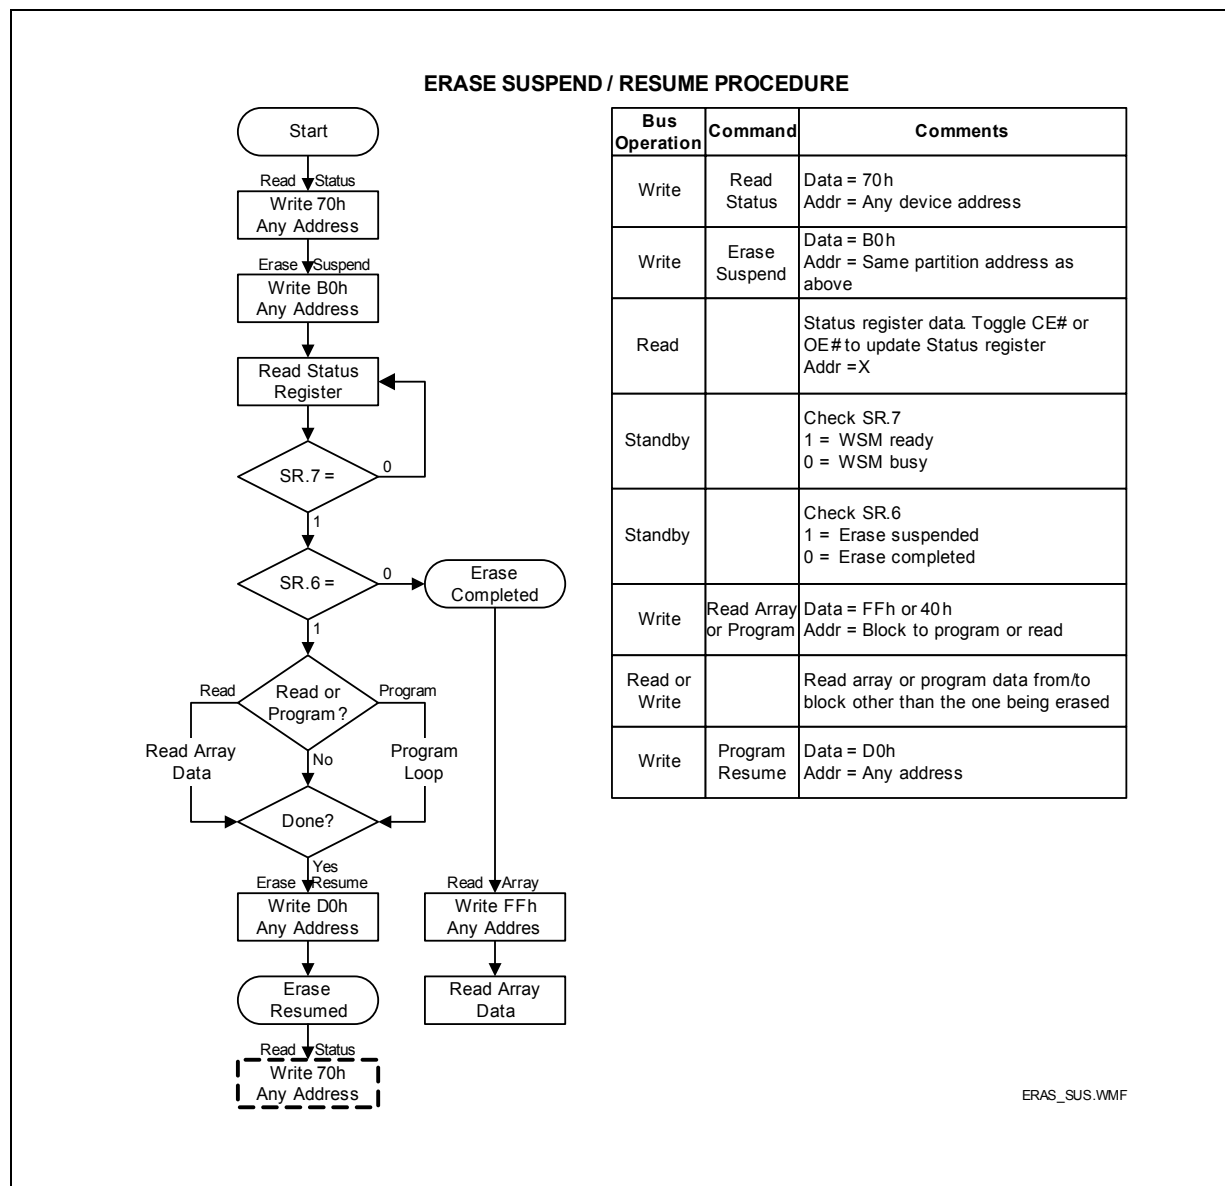 ERASE SUSPEND / RESUME PROCEDURE
Start
Read Status
Write 70h
Any Address
Erase Suspend
Write B0h
Any Address
Read Status
Register
SR.7 =
0
1
SR.6 =
0
Erase
Completed
1
Read
Read or
Program?
Program
Read Array
Data
No
Program
Loop
Done?
Yes
Erase Resume
Write D0h
Any Address
Read Array
Write FFh
Any Addres
Erase
Resumed
Read Array
Data
Read Status
Write 70h
Any Address
Bus
Operation
Command
Comments
Write
Read
Status
Data = 70h
Addr = Any device address
Write
Erase
Suspend
Data = B0h
Addr = Same partition address as
above
Read
Status register data. Toggle CE# or
OE# to update Status register
Addr =X
Standby
Check SR.7
1 = WSM ready
0 = WSM busy
Standby
Check SR.6
1 = Erase suspended
0 = Erase completed
Write
Read Array
or Program
Data = FFh or 40h
Addr = Block to program or read
Read or
Write
Read array or program data from/to
block other than the one being erased
Write
Program
Resume
Data = D0h
Addr = Any address
ERAS_SUS.WMF